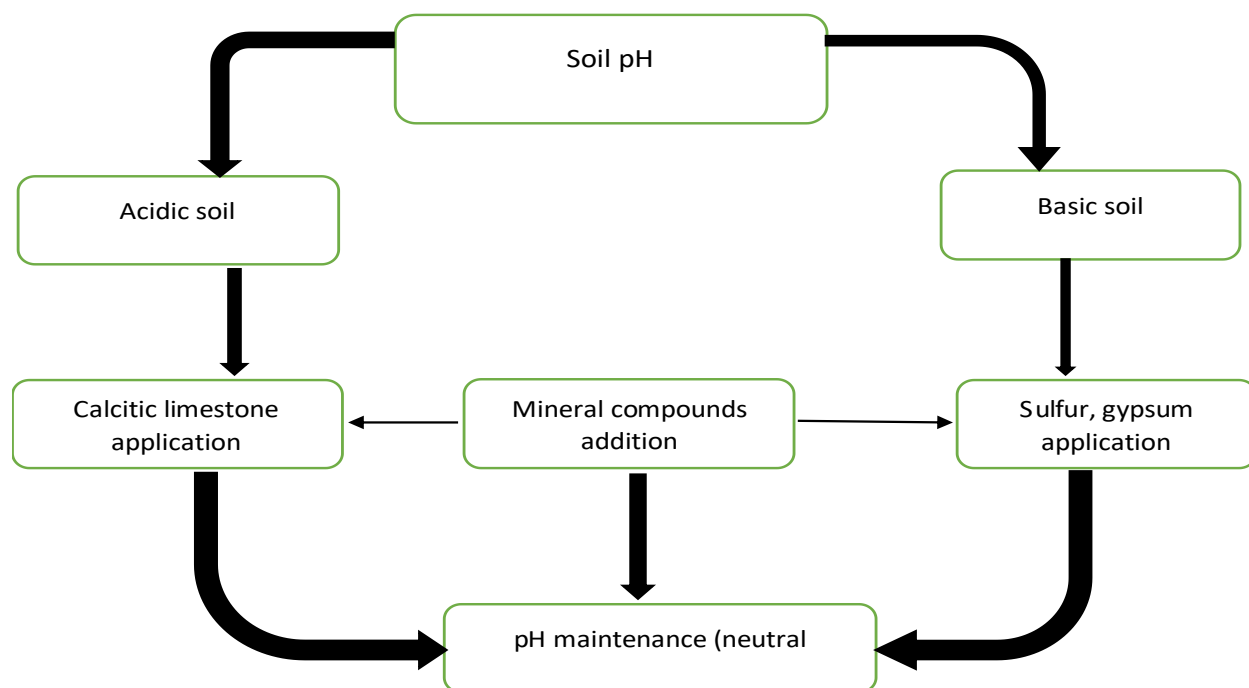 Soil pH
Acidic soil
Basic soil
Calcitic limestone
application
Mineral compounds
addition
Sulfur, gypsum
application
pH maintenance (neutral